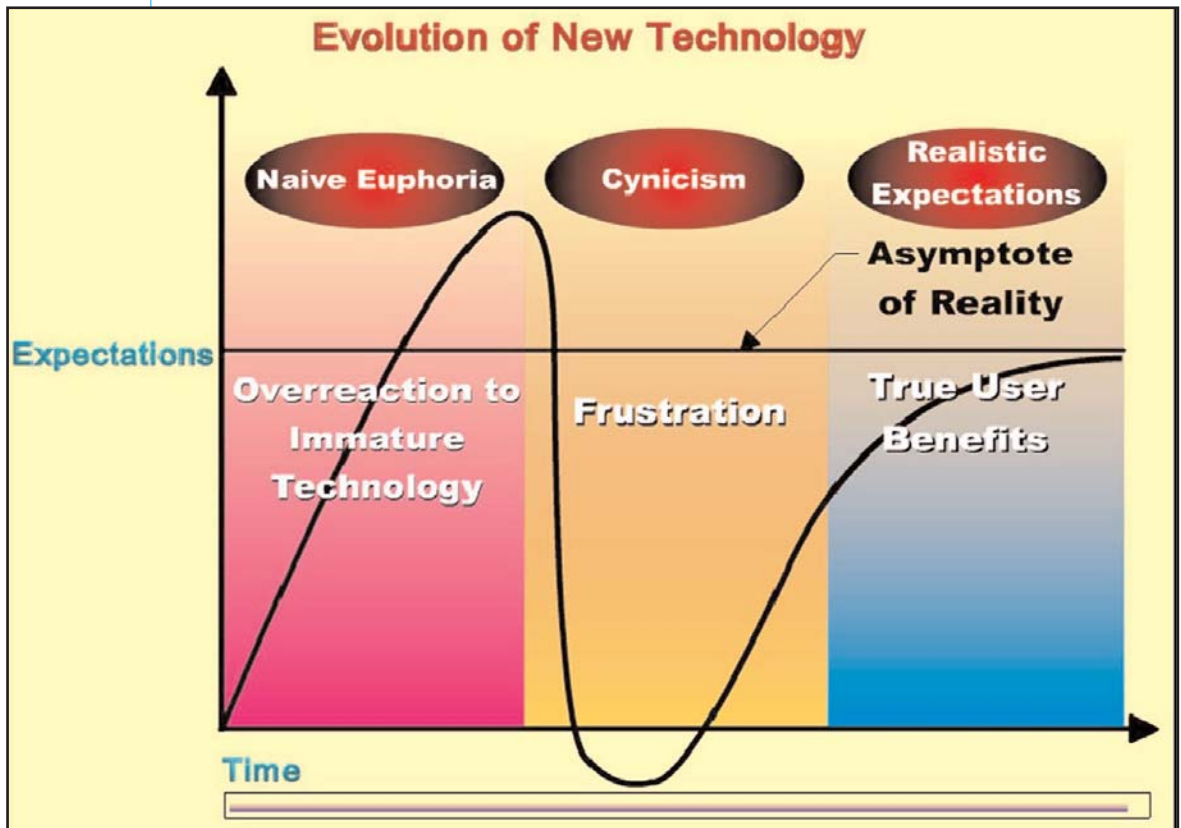 Evolution of New Technology
Naive Euphoria
Cynicism
Realistic
Expectations
Asymptote
of Reality
Expectations
Overreaction to
Immature
Technology
Frustration
True User
Benefits
Time